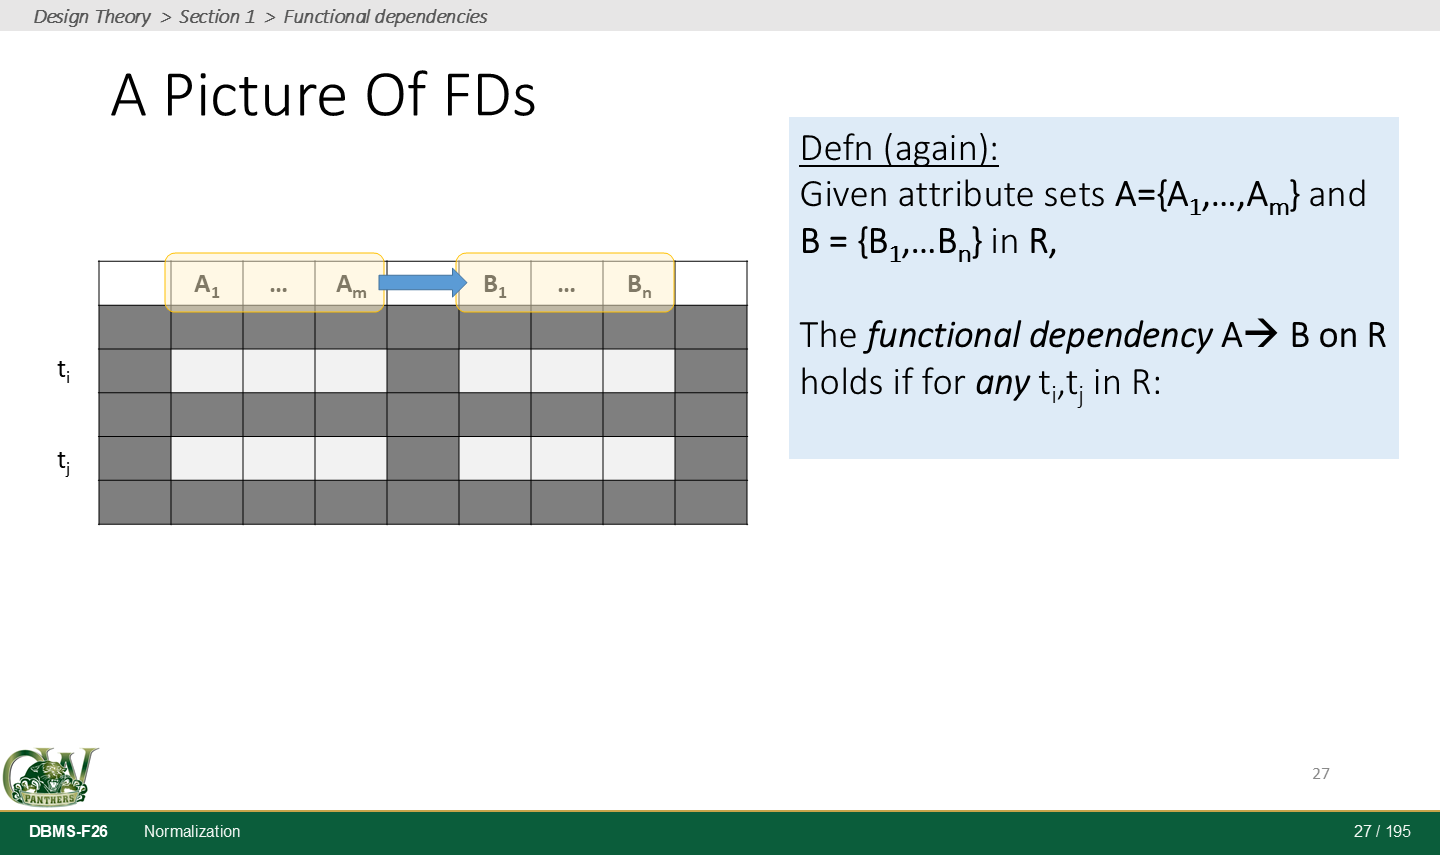 Design Theory > Section 1 > Functional dependencies
A Picture Of FDs
Defn (again):
Given attribute sets A={A1,…,Am} and
B = {B1,…Bn} in R,
The functional dependency A➔ B on R
holds if for any ti,tj in R:
A1 … Am B1 … Bn
ti
tj
OW
PANTHERS
27
DBMS-F26 Normalization 27 / 195